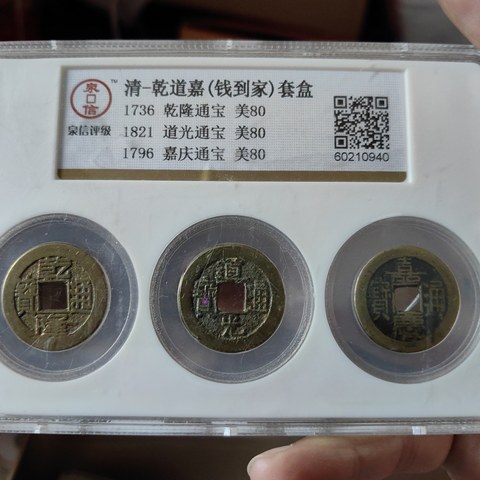 泉口信
TM
泉信评级
清-乾道嘉(钱到家)套盒
1736 乾隆通宝 美80
1821 道光通宝 美80
1796 嘉庆通宝 美80
60210940
乾隆通寶
道光通寶
嘉慶通寶